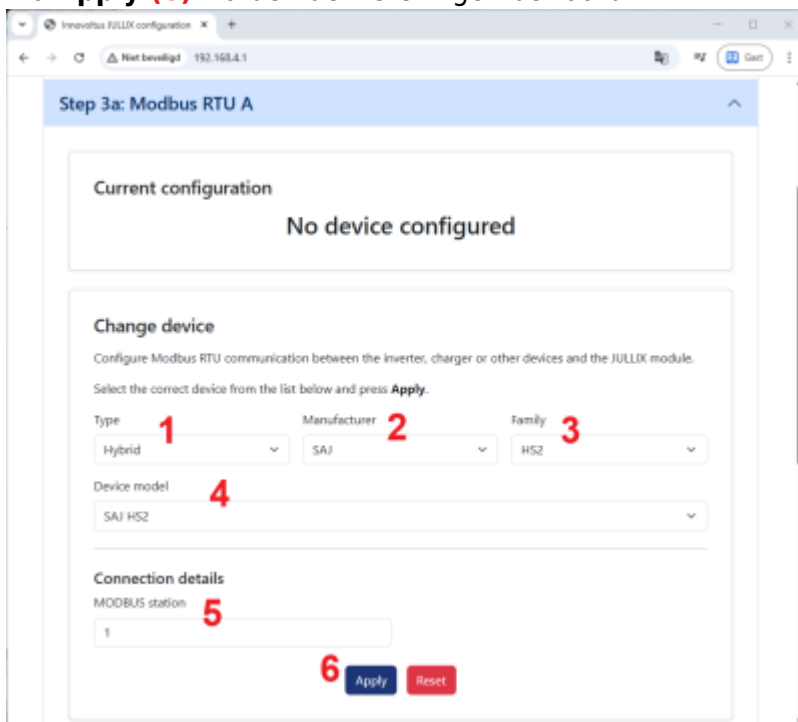 Apply (6)
Innovoltus JULLIX configuration
Niet beveiligd 192.168.4.1
Gast
Step 3a: Modbus RTU A
Current configuration
No device configured
Change device
Configure Modbus RTU communication between the inverter, charger or other devices and the JULLIX module.
Select the correct device from the list below and press Apply.
Type 1 Manufacturer 2 Family 3
Hybrid SAJ HS2
Device model 4
SAJ HS2
Connection details
MODBUS station 5
1
6 Apply Reset